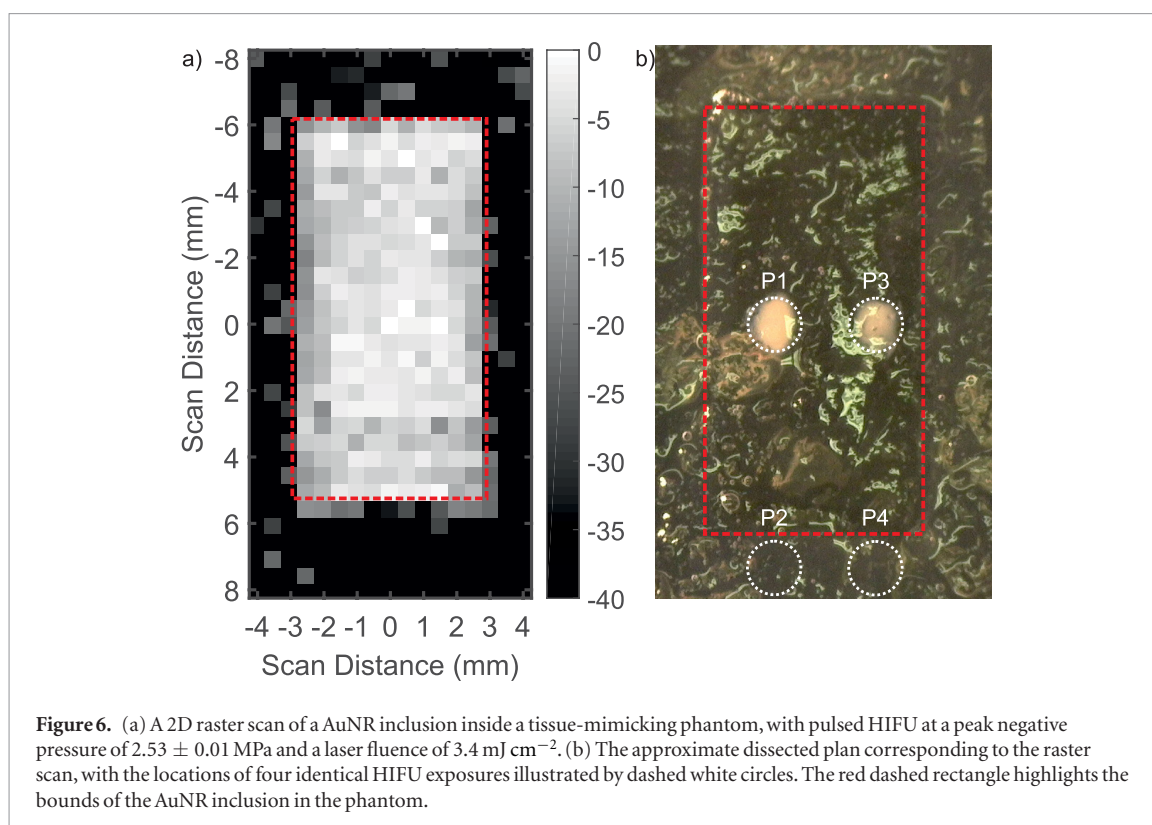 a)
-8
-6
-4
-2
0
2
4
6
8
Scan Distance (mm)
-4 -3 -2 -1 0 1 2 3 4
Scan Distance (mm)
0
-5
-10
-15
-20
-25
-30
-35
-40
b)
P1 P3
P2 P4
Figure 6. (a) A 2D raster scan of a AuNR inclusion inside a tissue-mimicking phantom, with pulsed HIFU at a peak negative
pressure of 2.53 ± 0.01 MPa and a laser fluence of 3.4 mJ cm⁻². (b) The approximate dissected plan corresponding to the raster
scan, with the locations of four identical HIFU exposures illustrated by dashed white circles. The red dashed rectangle highlights the
bounds of the AuNR inclusion in the phantom.